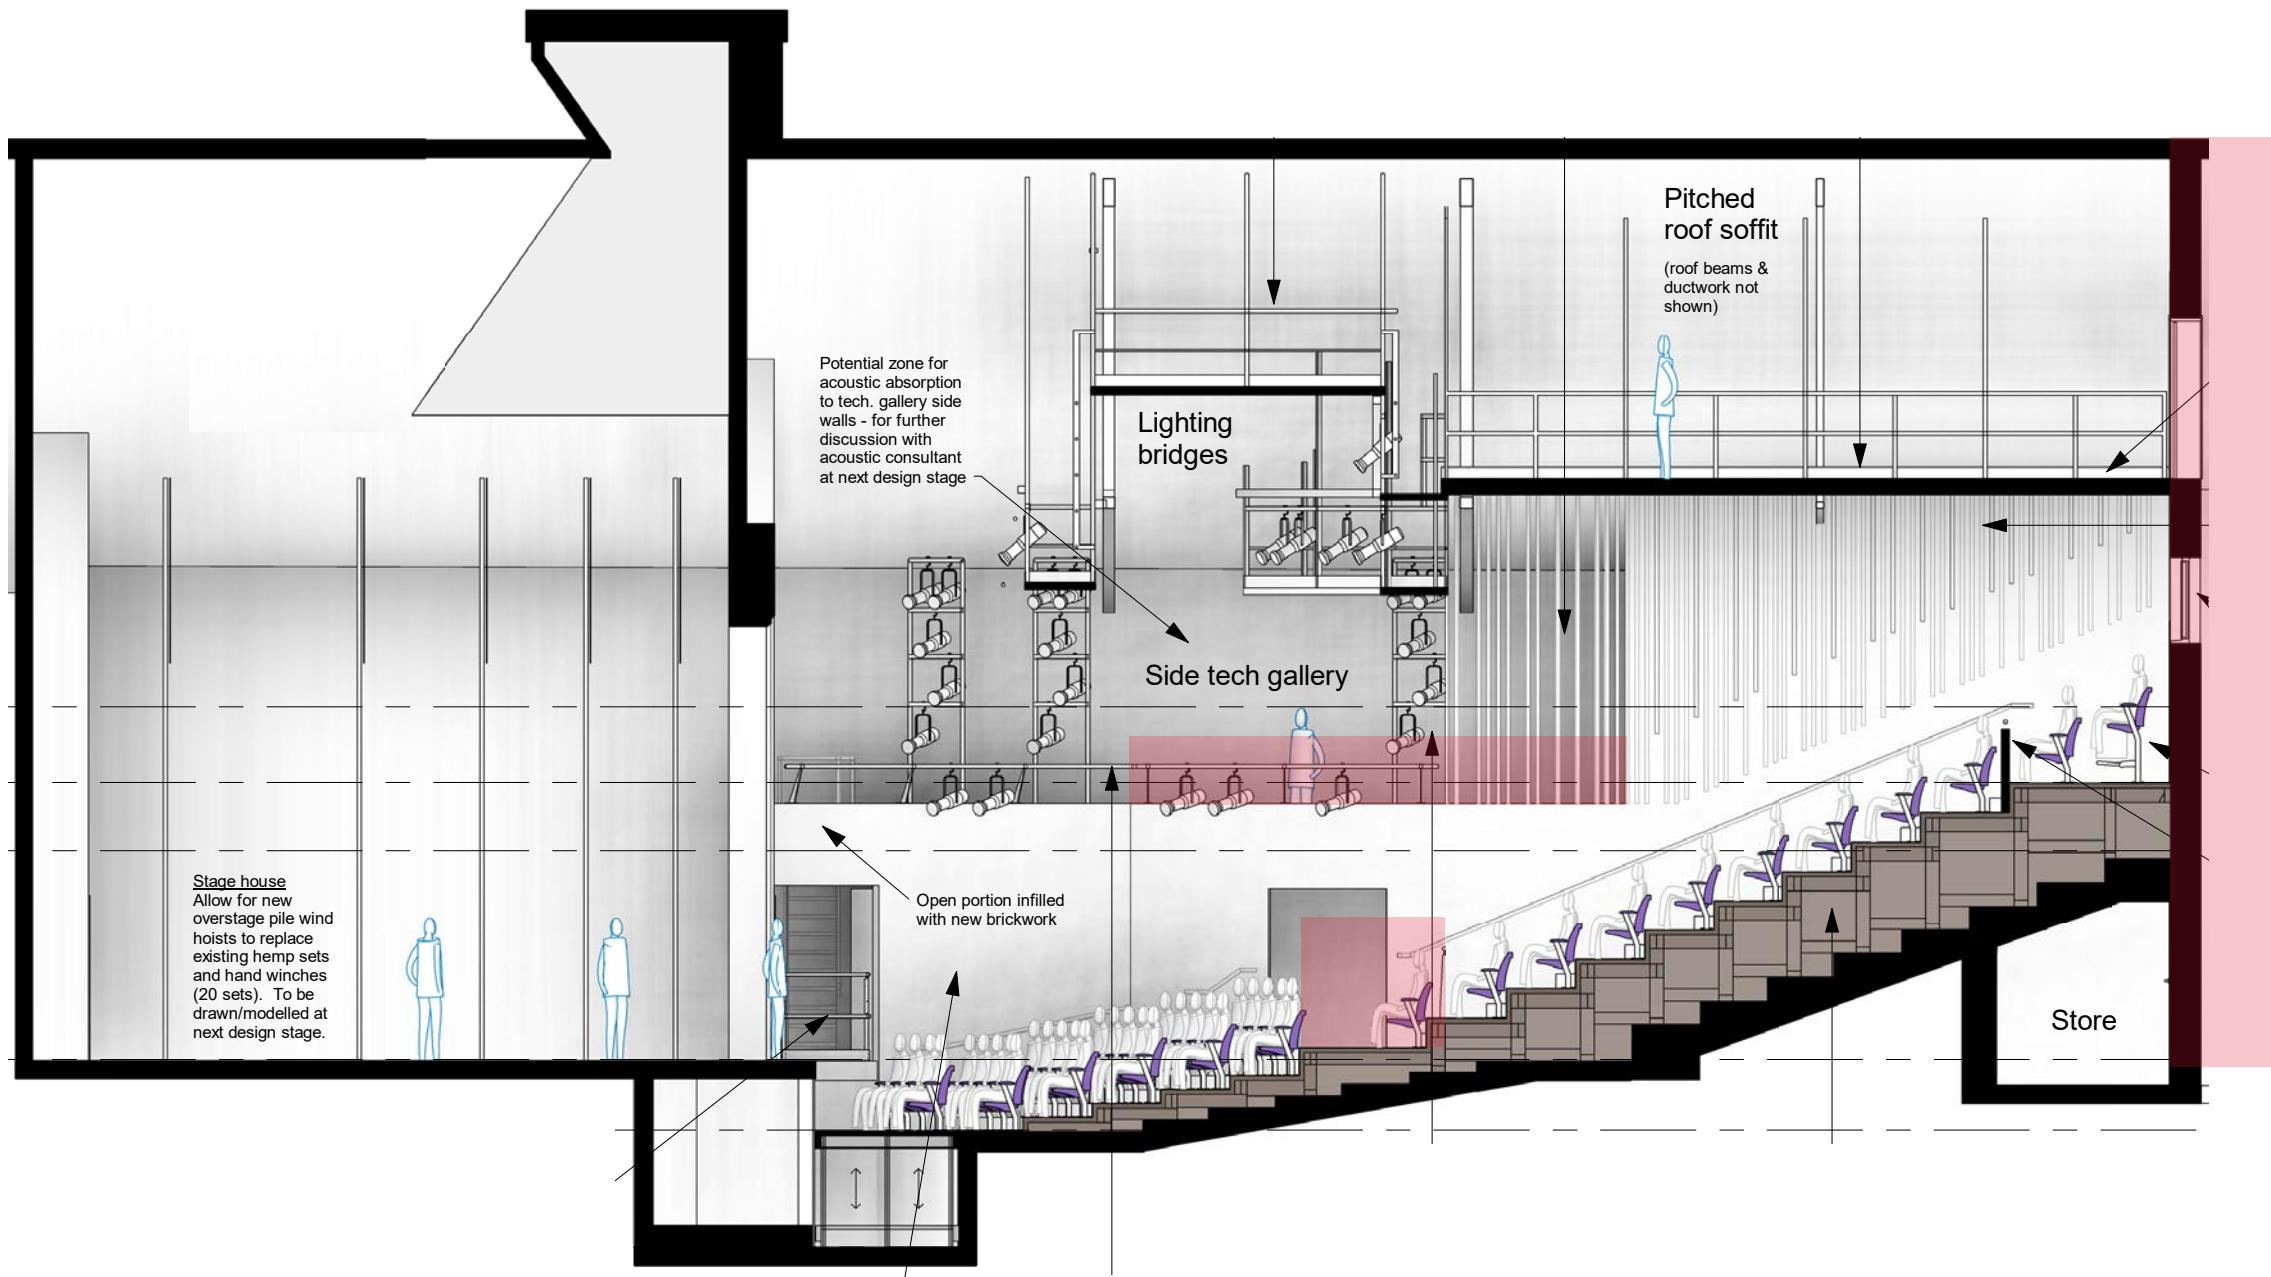 Pitched
roof soffit
(roof beams &
ductwork not
shown)
Potential zone for
acoustic absorption
to tech. gallery side
walls - for further
discussion with
acoustic consultant
at next design stage
Lighting
bridges
Side tech gallery
Stage house
Allow for new
overstage pile wind
hoists to replace
existing hemp sets
and hand winches
(20 sets).  To be
drawn/modelled at
next design stage.
Open portion infilled
with new brickwork
Store